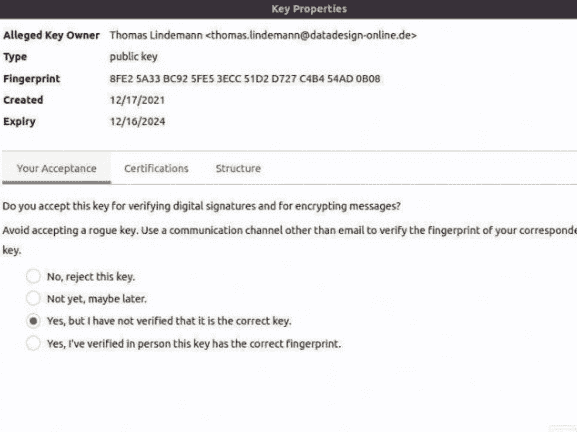 Key Properties
Alleged Key Owner Thomas Lindemann <thomas.lindemann@datadesign-online.de>
Type public key
Fingerprint 8FE2 5A33 BC92 5FE5 3ECC 51D2 D727 C4B4 54AD 0B08
Created 12/17/2021
Expiry 12/16/2024
Your Acceptance Certifications Structure
Do you accept this key for verifying digital signatures and for encrypting messages?
Avoid accepting a rogue key. Use a communication channel other than email to verify the fingerprint of your corresponde
key.
No, reject this key.
Not yet, maybe later.
Yes, but I have not verified that it is the correct key.
Yes, I've verified in person this key has the correct fingerprint.